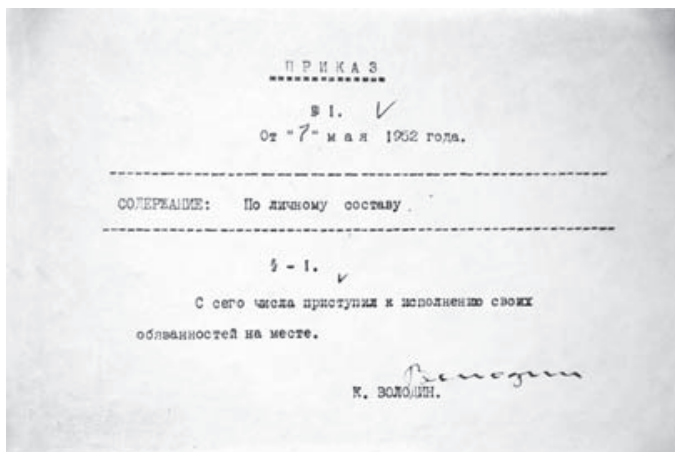 ПРИКАЗ
№ 1.
От "7" м а я 1952 года.
СОДЕРЖАНИЕ: По личному составу.
§ - 1.
С сего числа приступил к исполнению своих
обязанностей на месте.
Володин
К. ВОЛОДИН.